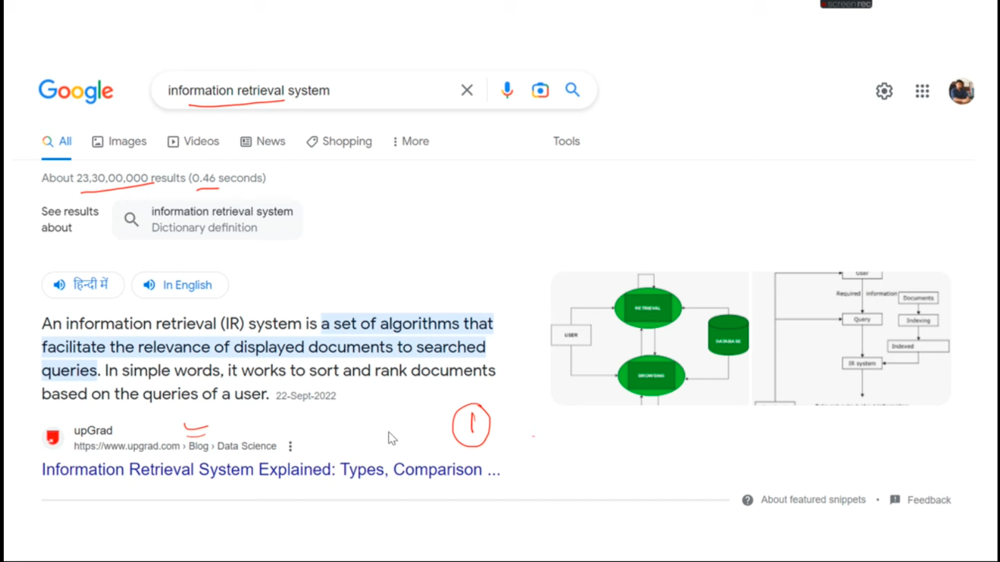 screenrec
Google
information retrieval system
All Images Videos News Shopping More Tools
About 23,30,00,000 results (0.46 seconds)
See results about
information retrieval system
Dictionary definition
हिन्दी में
In English
An information retrieval (IR) system is a set of algorithms that
facilitate the relevance of displayed documents to searched
queries. In simple words, it works to sort and rank documents
based on the queries of a user. 22-Sept-2022
RETRIEVAL
USER
DATABASE
BROWSING
User
Required information
Documents
Query
Indexing
Indexed
IR system
1
upGrad
https://www.upgrad.com › Blog › Data Science
Information Retrieval System Explained: Types, Comparison ...
About featured snippets • Feedback